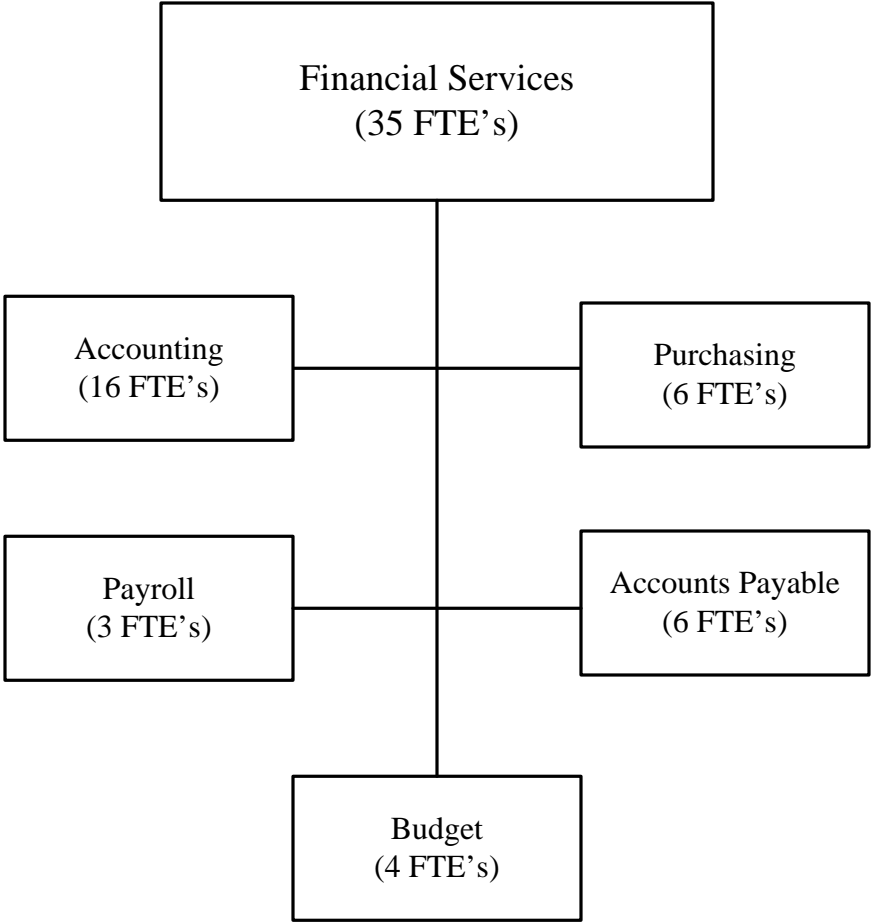 Financial Services
(35 FTE’s)
Accounting
(16 FTE’s)
Purchasing
(6 FTE’s)
Payroll
(3 FTE’s)
Accounts Payable
(6 FTE’s)
Budget
(4 FTE’s)